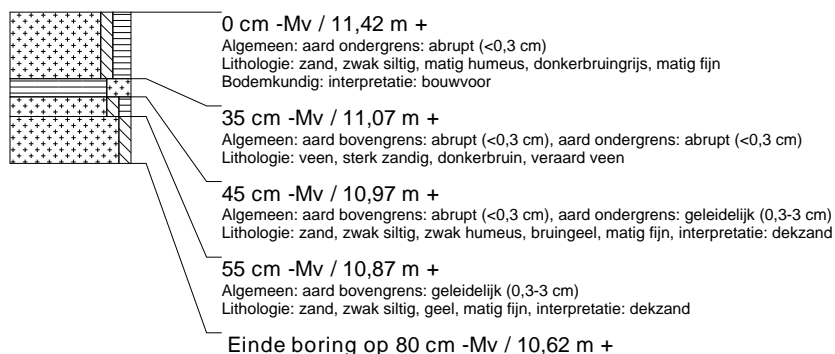 0 cm -Mv / 11,42 m +
Algemeen: aard ondergrens: abrupt (<0,3 cm)
Lithologie: zand, zwak siltig, matig humeus, donkerbruingrijs, matig fijn
Bodemkundig: interpretatie: bouwvoor
35 cm -Mv / 11,07 m +
Algemeen: aard bovengrens: abrupt (<0,3 cm), aard ondergrens: abrupt (<0,3 cm)
Lithologie: veen, sterk zandig, donkerbruin, veraard veen
45 cm -Mv / 10,97 m +
Algemeen: aard bovengrens: abrupt (<0,3 cm), aard ondergrens: geleidelijk (0,3-3 cm)
Lithologie: zand, zwak siltig, zwak humeus, bruingeel, matig fijn, interpretatie: dekzand
55 cm -Mv / 10,87 m +
Algemeen: aard bovengrens: geleidelijk (0,3-3 cm)
Lithologie: zand, zwak siltig, geel, matig fijn, interpretatie: dekzand
Einde boring op 80 cm -Mv / 10,62 m +